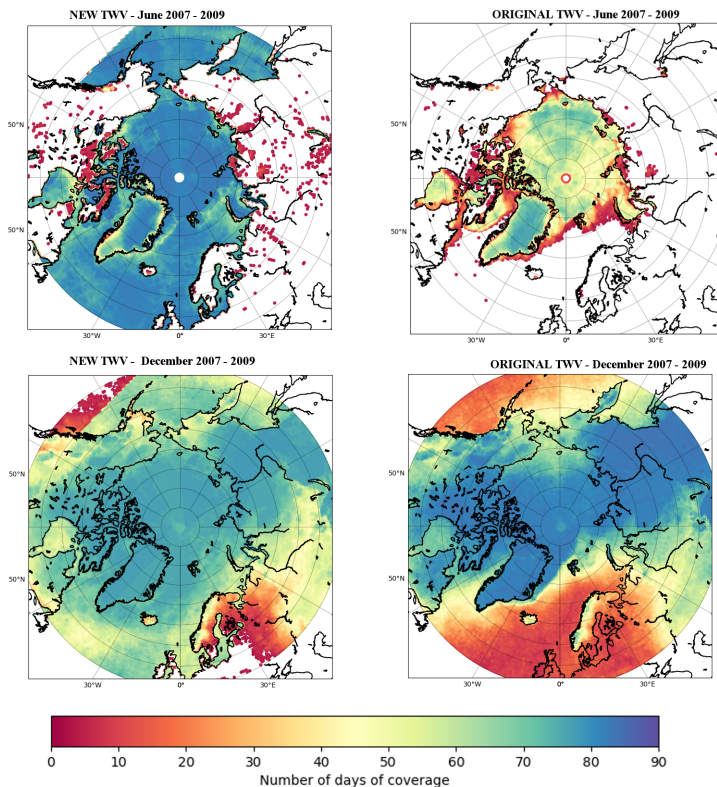 NEW TWV - June 2007 - 2009
ORIGINAL TWV - June 2007 - 2009
50°N
50°N
50°N
50°N
30°W
0°
30°E
30°W
0°
30°E
NEW TWV - December 2007 - 2009
ORIGINAL TWV - December 2007 - 2009
50°N
50°N
50°N
50°N
30°W
0°
30°E
30°W
0°
30°E
0 10 20 30 40 50 60 70 80 90
Number of days of coverage